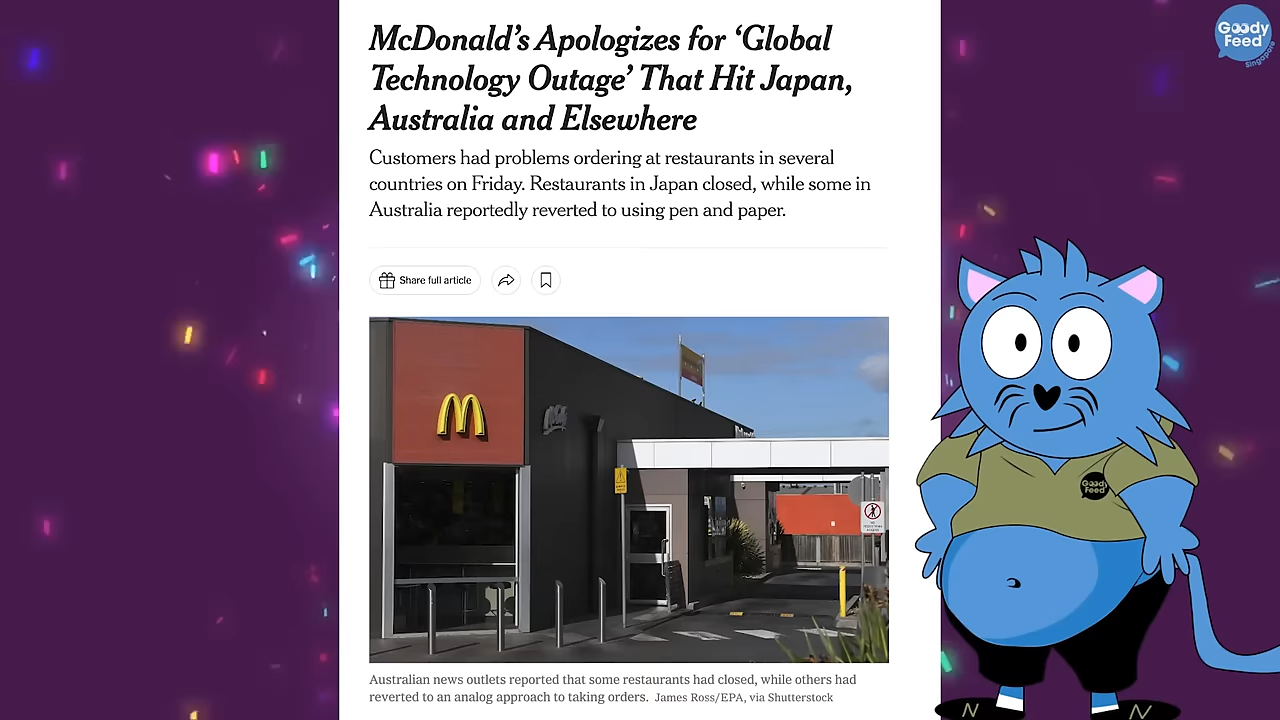 McDonald’s Apologizes for ‘Global
Technology Outage’ That Hit Japan,
Australia and Elsewhere
Customers had problems ordering at restaurants in several
countries on Friday. Restaurants in Japan closed, while some in
Australia reportedly reverted to using pen and paper.
Share full article
Australian news outlets reported that some restaurants had closed, while others had
reverted to an analog approach to taking orders. James Ross/EPA, via Shutterstock
Goody
Feed
Singapore
Goody
Feed
N
N